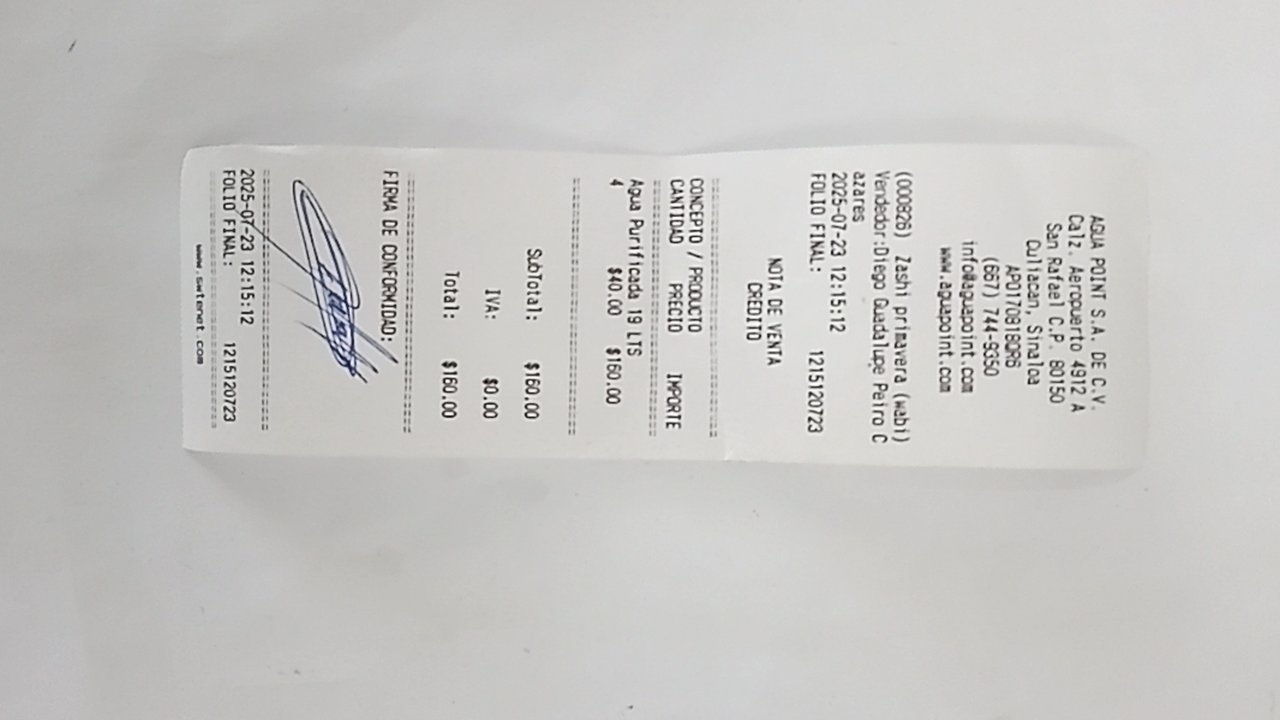 AGUA POINT S.A. DE C.V.
Calz. Aeropuerto 4912 A
San Rafael C.P. 80150
Culiacan, Sinaloa
APO170918QR6
(667) 744-9350
info@aguapoint.com
www.aguapoint.com
(000826) Zashi primavera (wabi)
Vendedor:Diego Guadalupe Peiro C
azares
2025-07-23 12:15:12
FOLIO FINAL: 1215120723
NOTA DE VENTA
CREDITO
CONCEPTO / PRODUCTO
CANTIDAD PRECIO IMPORTE
Agua Purificada 19 LTS
4 $40.00 $160.00
SubTotal: $160.00
IVA: $0.00
Total: $160.00
FIRMA DE CONFORMIDAD:
2025-07-23 12:15:12
FOLIO FINAL: 1215120723
www.swtenet.com